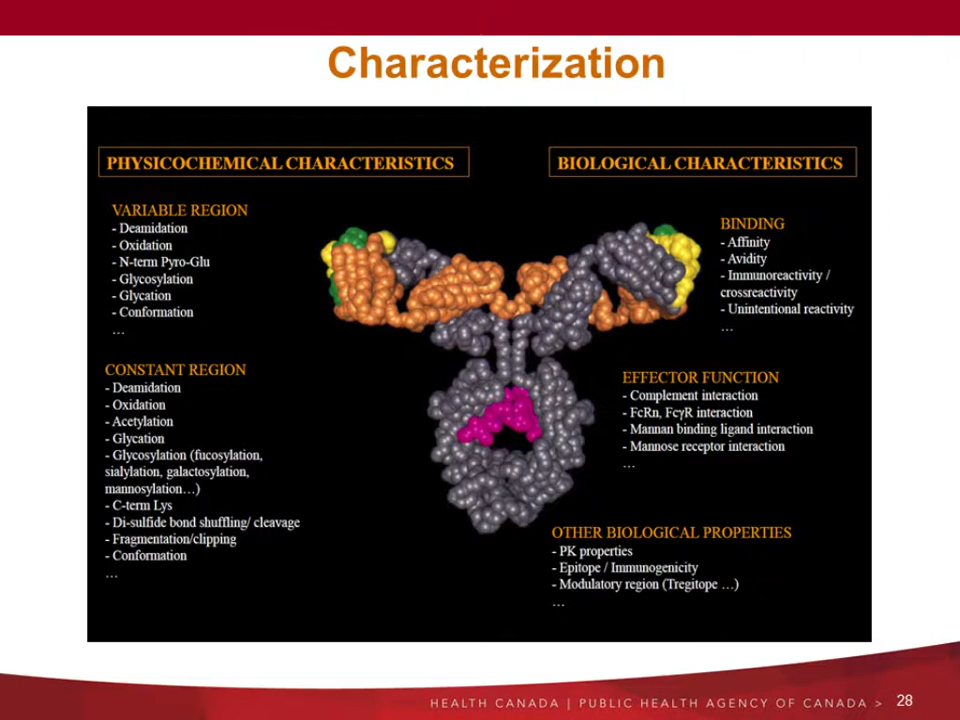 Characterization
PHYSICOCHEMICAL CHARACTERISTICS
VARIABLE REGION
- Deamidation
- Oxidation
- N-term Pyro-Glu
- Glycosylation
- Glycation
- Conformation
…
CONSTANT REGION
- Deamidation
- Oxidation
- Acetylation
- Glycation
- Glycosylation (fucosylation,
sialylation, galactosylation,
mannosylation…)
- C-term Lys
- Di-sulfide bond shuffling/ cleavage
- Fragmentation/clipping
- Conformation
…
BIOLOGICAL CHARACTERISTICS
BINDING
- Affinity
- Avidity
- Immunoreactivity /
crossreactivity
- Unintentional reactivity
…
EFFECTOR FUNCTION
- Complement interaction
- FcRn, FcγR interaction
- Mannan binding ligand interaction
- Mannose receptor interaction
…
OTHER BIOLOGICAL PROPERTIES
- PK properties
- Epitope / Immunogenicity
- Modulatory region (Tregitope …)
…
HEALTH CANADA | PUBLIC HEALTH AGENCY OF CANADA > 28